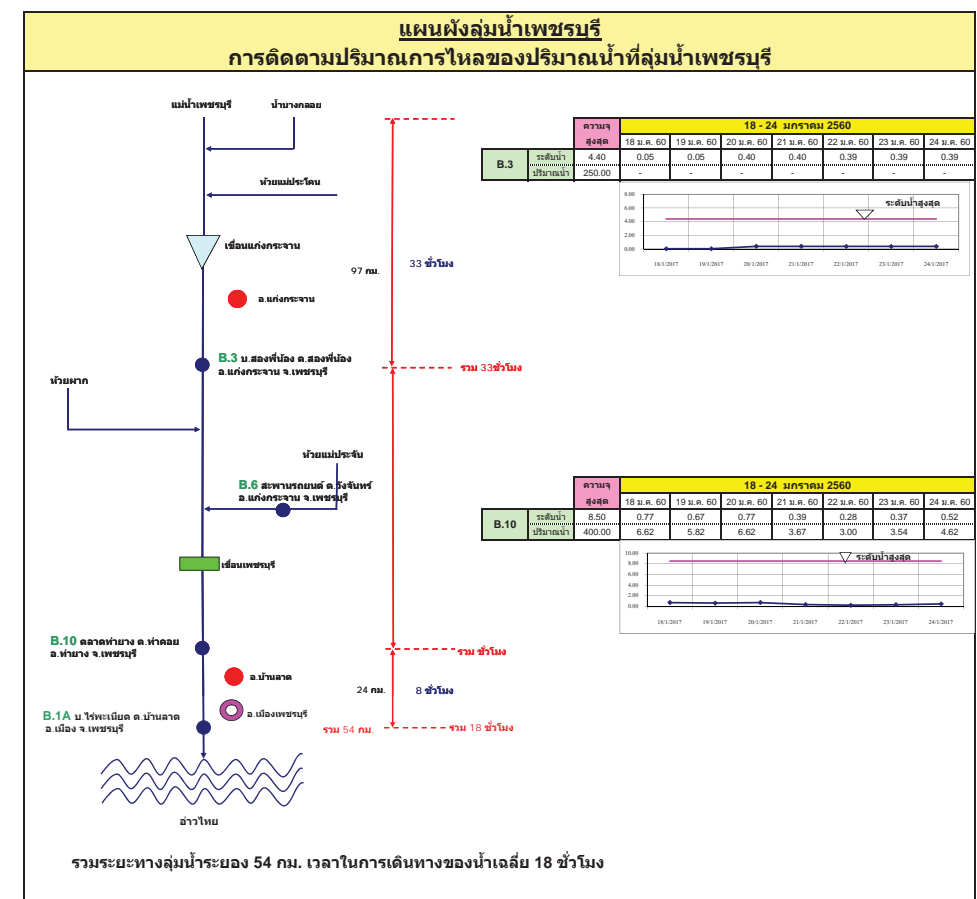 แผนผังลุ่มน้ำเพชรบุรี
การติดตามปริมาณการไหลของปริมาณน้ำที่ลุ่มน้ำเพชรบุรี
แม่น้ำเพชรบุรี
น้ำบางกลอย
ห้วยแม่ประโดน
เขื่อนแก่งกระจาน
97 กม.
33 ชั่วโมง
อ.แก่งกระจาน
B.3 บ.สองพี่น้อง ต.สองพี่น้อง
อ.แก่งกระจาน จ.เพชรบุรี
รวม 33ชั่วโมง
ห้วยผาก
ห้วยแม่ประจัน
B.6 สะพานรถยนต์ ต.วังจันทร์
อ.แก่งกระจาน จ.เพชรบุรี
เขื่อนเพชรบุรี
B.10 ตลาดท่ายาง ต.ท่าคอย
อ.ท่ายาง จ.เพชรบุรี
รวม ชั่วโมง
อ.บ้านลาด
24 กม.
8 ชั่วโมง
อ.เมืองเพชรบุรี
B.1A บ.ไร่พะเนียด ต.บ้านลาด
อ.เมือง จ.เพชรบุรี
รวม 54 กม.
รวม 18 ชั่วโมง
อ่าวไทย
รวมระยะทางลุ่มน้ำระยอง 54 กม. เวลาในการเดินทางของน้ำเฉลี่ย 18 ชั่วโมง
ความจุ 18 - 24 มกราคม 2560
สูงสุด 18 ม.ค. 60 19 ม.ค. 60 20 ม.ค. 60 21 ม.ค. 60 22 ม.ค. 60 23 ม.ค. 60 24 ม.ค. 60
B.3
ระดับน้ำ 4.40 0.05 0.05 0.40 0.40 0.39 0.39 0.39
ปริมาณน้ำ 250.00 - - - - - - -
8.00
6.00
4.00
2.00
0.00
ระดับน้ำสูงสุด
18/1/2017 19/1/2017 20/1/2017 21/1/2017 22/1/2017 23/1/2017 24/1/2017
ความจุ 18 - 24 มกราคม 2560
สูงสุด 18 ม.ค. 60 19 ม.ค. 60 20 ม.ค. 60 21 ม.ค. 60 22 ม.ค. 60 23 ม.ค. 60 24 ม.ค. 60
B.10
ระดับน้ำ 8.50 0.77 0.67 0.77 0.39 0.28 0.37 0.52
ปริมาณน้ำ 400.00 6.62 5.82 6.62 3.67 3.00 3.54 4.62
10.00
8.00
6.00
4.00
2.00
0.00
ระดับน้ำสูงสุด
18/1/2017 19/1/2017 20/1/2017 21/1/2017 22/1/2017 23/1/2017 24/1/2017